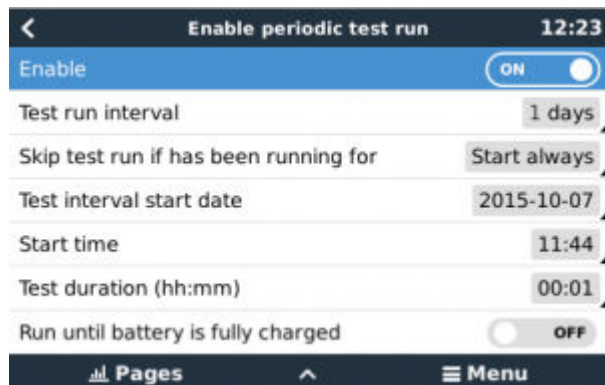 Enable periodic test run 12:23
Enable ON
Test run interval 1 days
Skip test run if has been running for Start always
Test interval start date 2015-10-07
Start time 11:44
Test duration (hh:mm) 00:01
Run until battery is fully charged OFF
Pages Menu